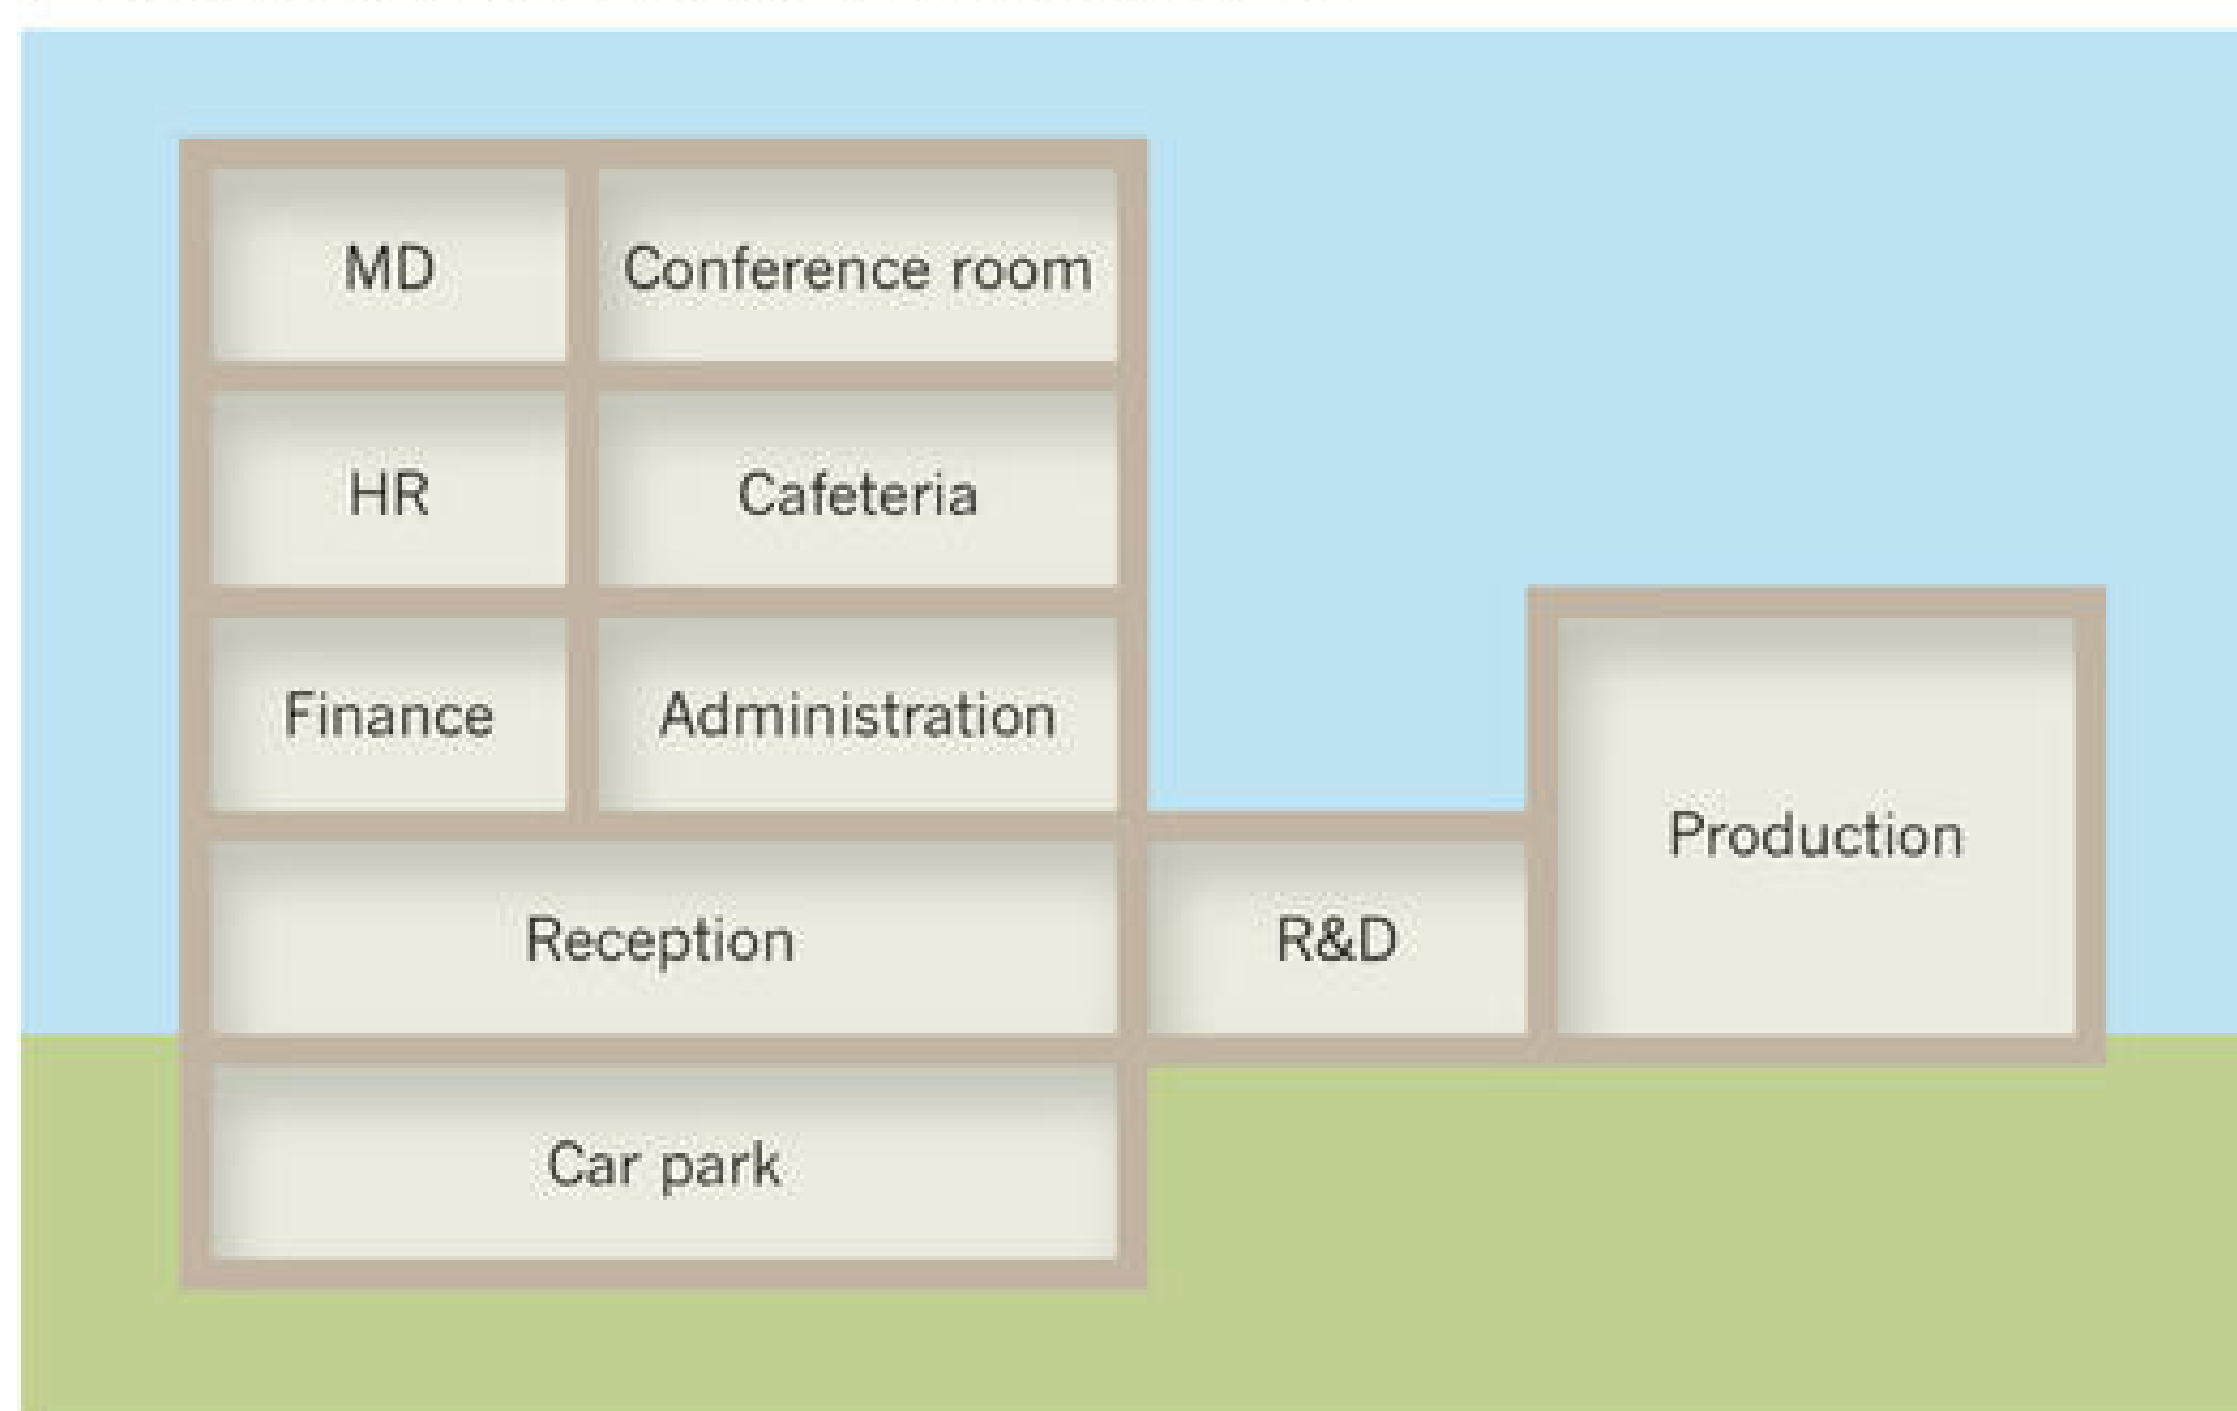 MD
Conference room
HR
Cafeteria
Finance
Administration
Production
Reception
R&D
Car park